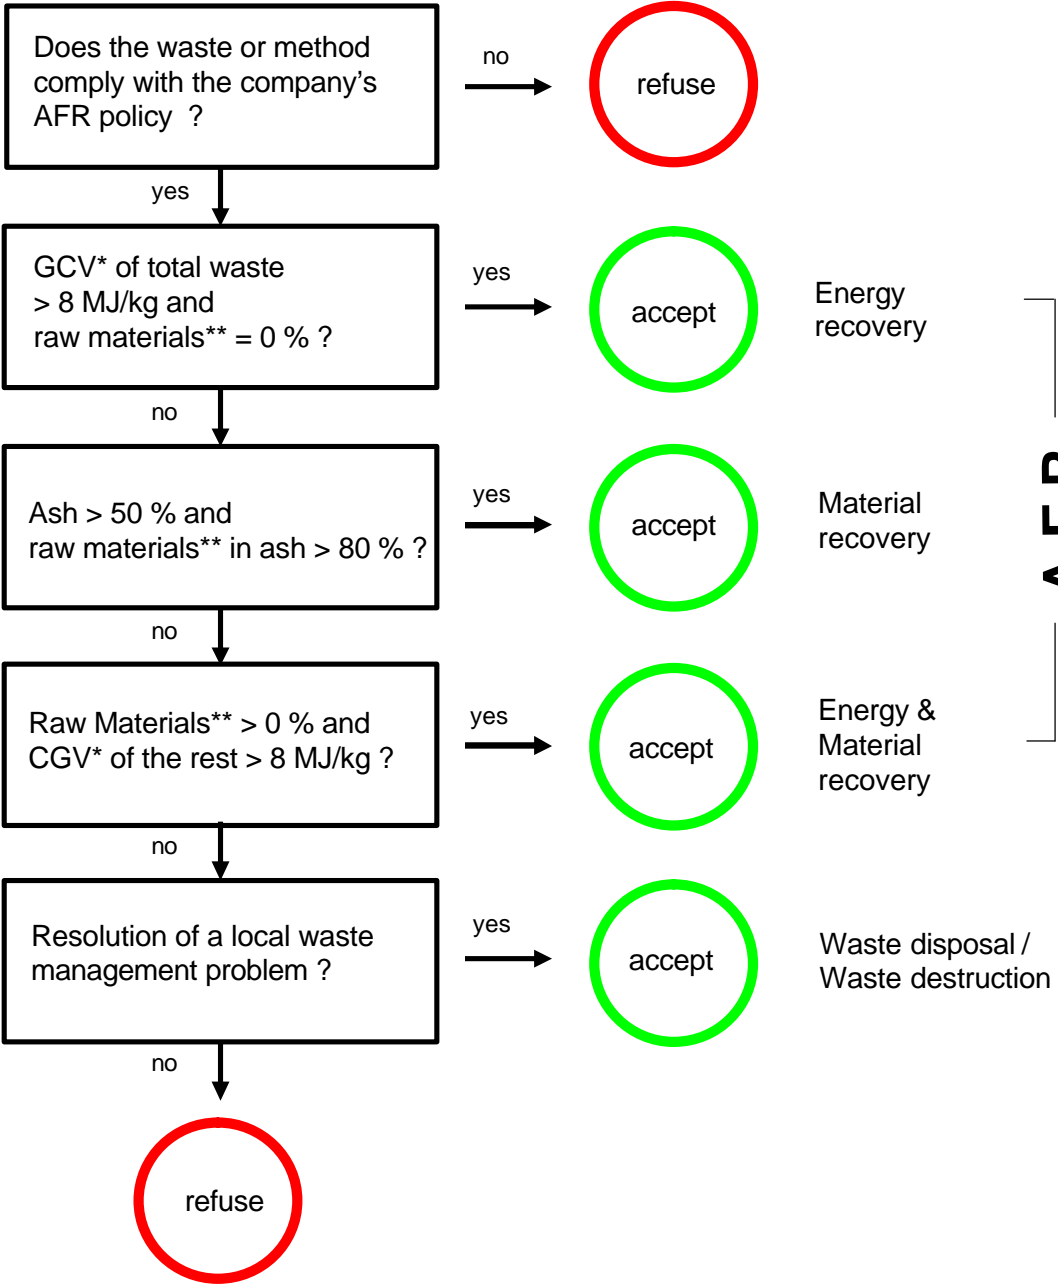 Does the waste or method
comply with the company's
AFR policy ?
no
refuse
yes
GCV* of total waste
> 8 MJ/kg and
raw materials** = 0 % ?
yes
accept
Energy
recovery
no
Ash > 50 % and
raw materials** in ash > 80 % ?
yes
accept
Material
recovery
no
Raw Materials** > 0 % and
CGV* of the rest > 8 MJ/kg ?
yes
accept
Energy &
Material
recovery
no
Resolution of a local waste
management problem ?
yes
accept
Waste disposal /
Waste destruction
no
refuse